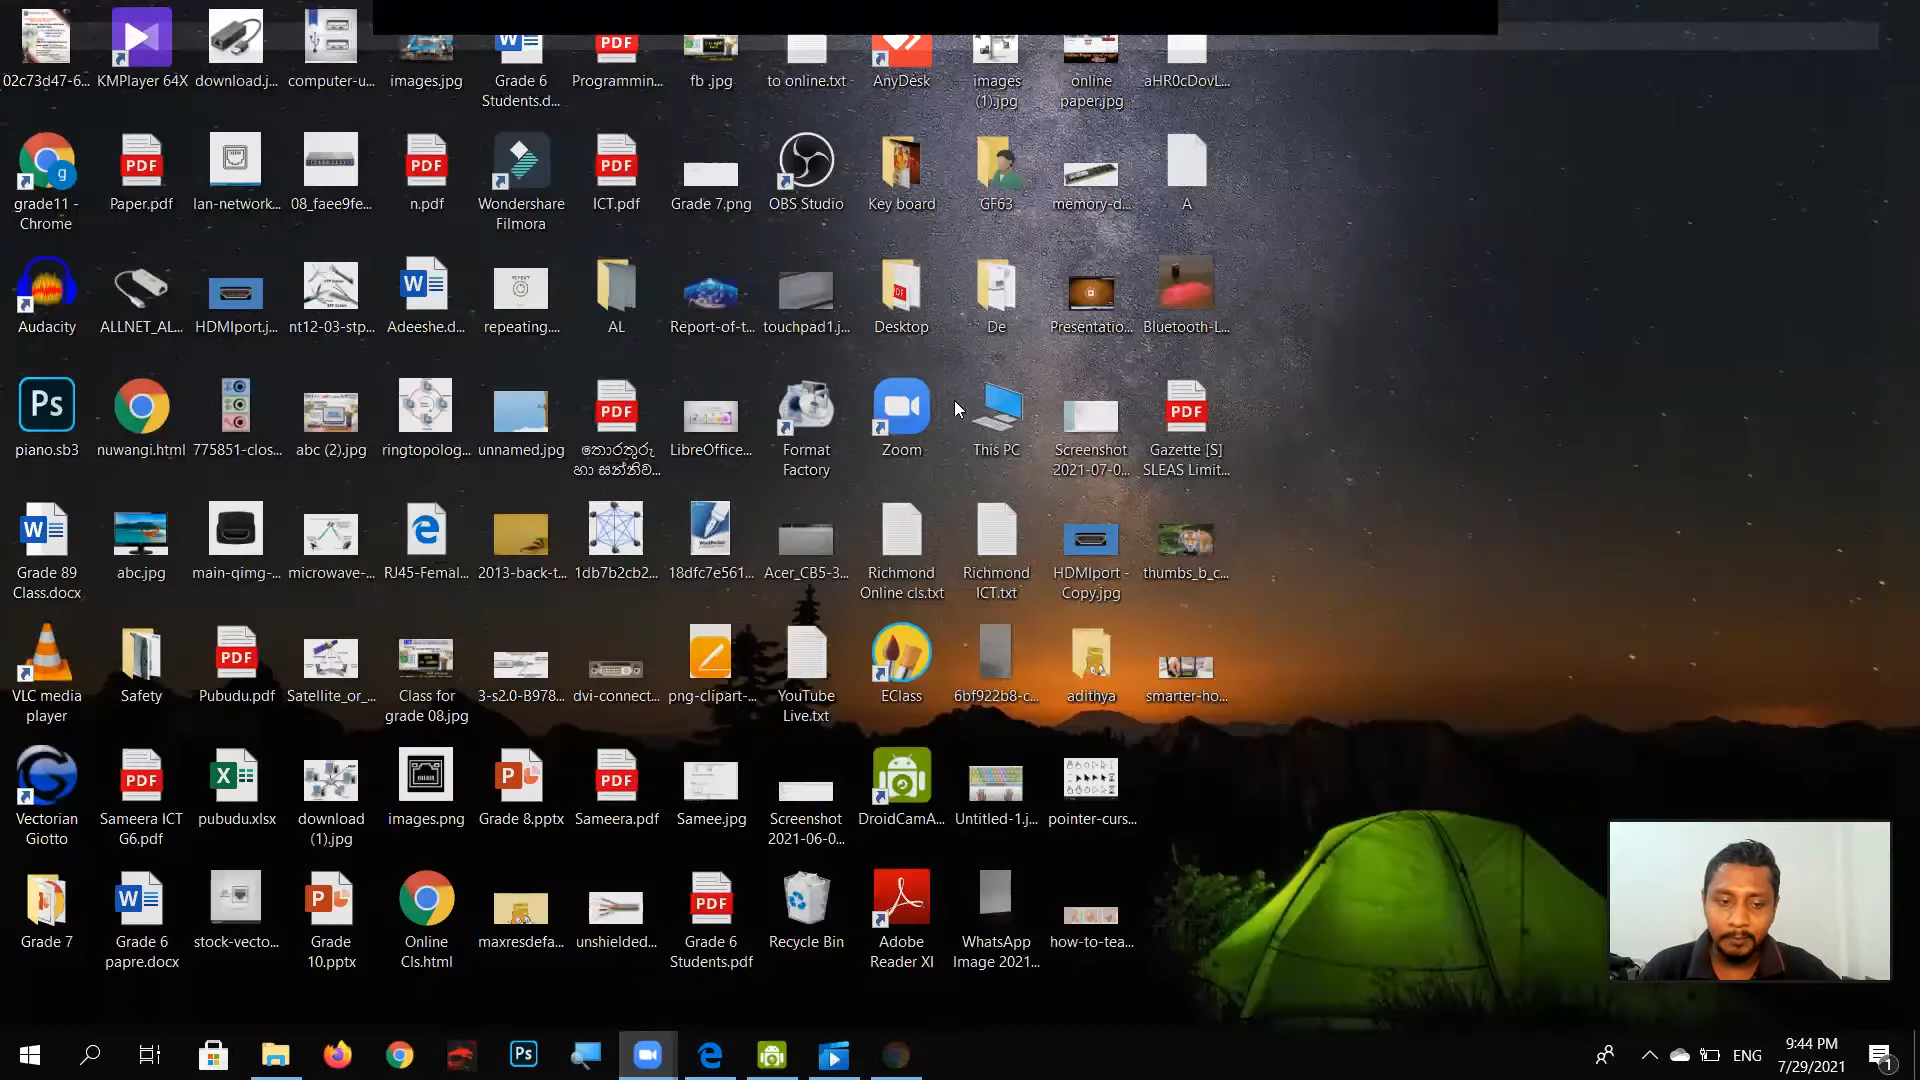 02c73d47-6... KMPlayer 64X download.j... computer-u... images.jpg Grade 6 Students.d... Programmin... fb .jpg to online.txt AnyDesk images (1).jpg online paper.jpg aHR0cDovL...
grade11 - Chrome Paper.pdf lan-network... 08_faee9fe... n.pdf Wondershare Filmora ICT.pdf Grade 7.png OBS Studio Key board GF63 memory-d... A
Audacity ALLNET_AL... HDMIport.j... nt12-03-stp... Adeeshe.d... repeating.... AL Report-of-t... touchpad1.j... Desktop De Presentatio... Bluetooth-L...
piano.sb3 nuwangi.html 775851-clos... abc (2).jpg ringtopolog... unnamed.jpg තොරතුරු හා සන්නිව... LibreOffice... Format Factory Zoom This PC Screenshot 2021-07-0... Gazette [S] SLEAS Limit...
Grade 89 Class.docx abc.jpg main-qimg-... microwave-... RJ45-Femal... 2013-back-t... 1db7b2cb2... 18dfc7e561... Acer_CB5-3... Richmond Online cls.txt Richmond ICT.txt HDMIport - Copy.jpg thumbs_b_c...
VLC media player Safety Pubudu.pdf Satellite_or_... Class for grade 08.jpg 3-s2.0-B978... dvi-connect... png-clipart-... YouTube Live.txt EClass 6bf922b8-c... adithya smarter-ho...
Vectorian Giotto Sameera ICT G6.pdf pubudu.xlsx download (1).jpg images.png Grade 8.pptx Sameera.pdf Samee.jpg Screenshot 2021-06-0... DroidCamA... Untitled-1.j... pointer-curs...
Grade 7 Grade 6 papre.docx stock-vecto... Grade 10.pptx Online Cls.html maxresdefa... unshielded... Grade 6 Students.pdf Recycle Bin Adobe Reader XI WhatsApp Image 2021... how-to-tea...
ENG 9:44 PM
7/29/2021 1